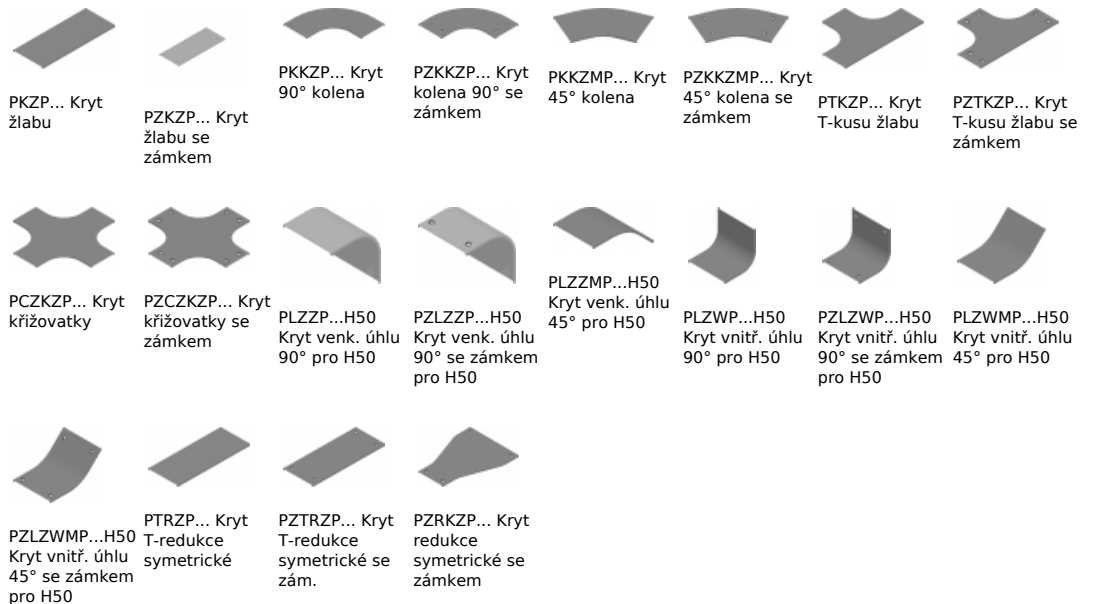 PKZP... Kryt
žlabu
PZKZP... Kryt
žlabu se
zámkem
PKKZP... Kryt
90° kolena
PZKKZP... Kryt
kolena 90° se
zámkem
PKKZMP... Kryt
45° kolena
PZKKZMP... Kryt
45° kolena se
zámkem
PTKZP... Kryt
T-kusu žlabu
PZTKZP... Kryt
T-kusu žlabu se
zámkem
PCZKZP... Kryt
křižovatky
PZCZKZP... Kryt
křižovatky se
zámkem
PLZZP...H50
Kryt venk. úhlu
90° pro H50
PZLZZP...H50
Kryt venk. úhlu
90° se zámkem
pro H50
PLZZMP...H50
Kryt venk. úhlu
45° pro H50
PLZWP...H50
Kryt vnitř. úhlu
90° pro H50
PZLZWP...H50
Kryt vnitř. úhlu
90° se zámkem
pro H50
PLZWMP...H50
Kryt vnitř. úhlu
45° pro H50
PZLZWMP...H50
Kryt vnitř. úhlu
45° se zámkem
pro H50
PTRZP... Kryt
T-redukce
symetrické
PZTRZP... Kryt
T-redukce
symetrické se
zám.
PZRKZP... Kryt
redukce
symetrické se
zámkem